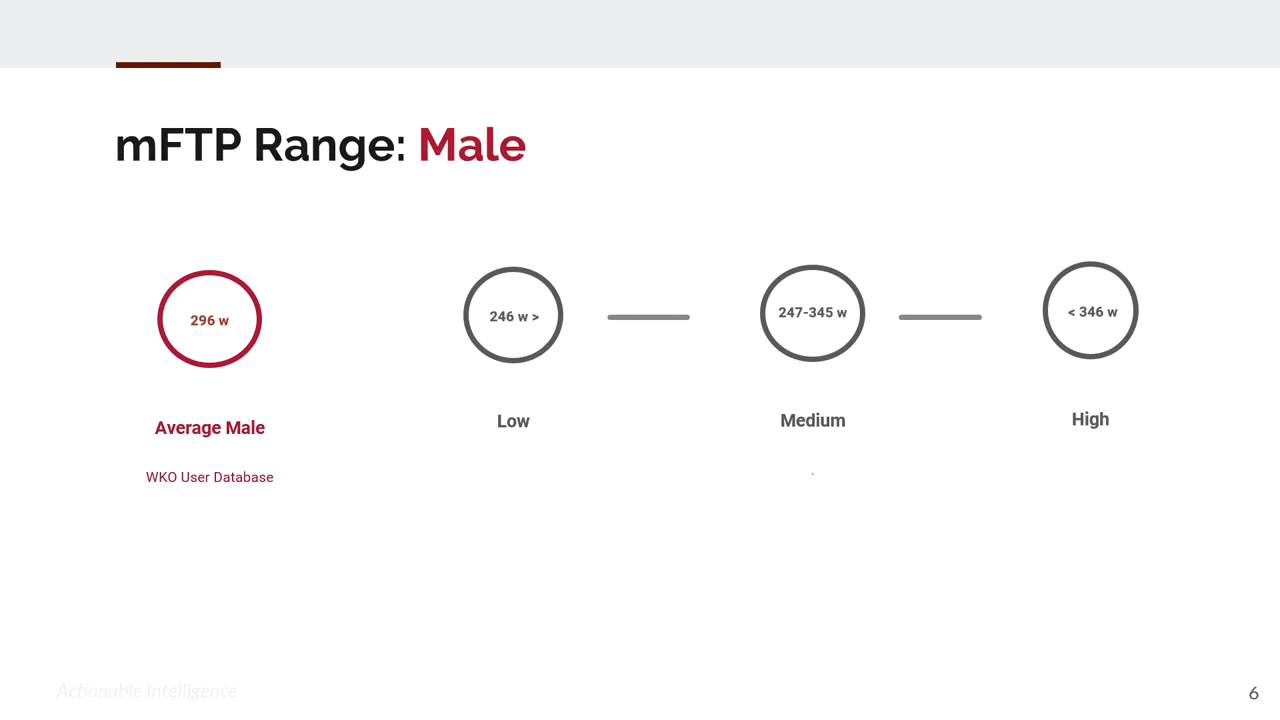 mFTP Range: Male
296 w
246 w >
247-345 w
< 346 w
Average Male
Low
Medium
High
WKO User Database
.
Actionable Intelligence
6